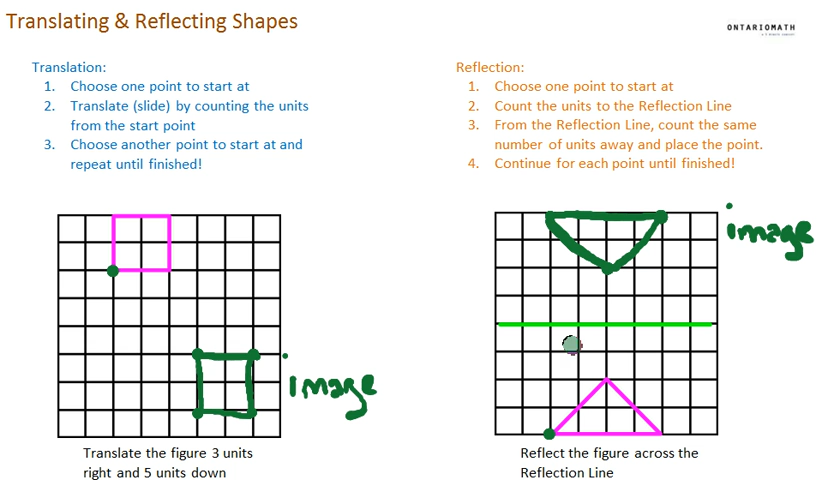 Translating & Reflecting Shapes
ONTARIOMATH
Translation:
1. Choose one point to start at
2. Translate (slide) by counting the units
from the start point
3. Choose another point to start at and
repeat until finished!
Reflection:
1. Choose one point to start at
2. Count the units to the Reflection Line
3. From the Reflection Line, count the same
number of units away and place the point.
4. Continue for each point until finished!
image
image
Translate the figure 3 units
right and 5 units down
Reflect the figure across the
Reflection Line